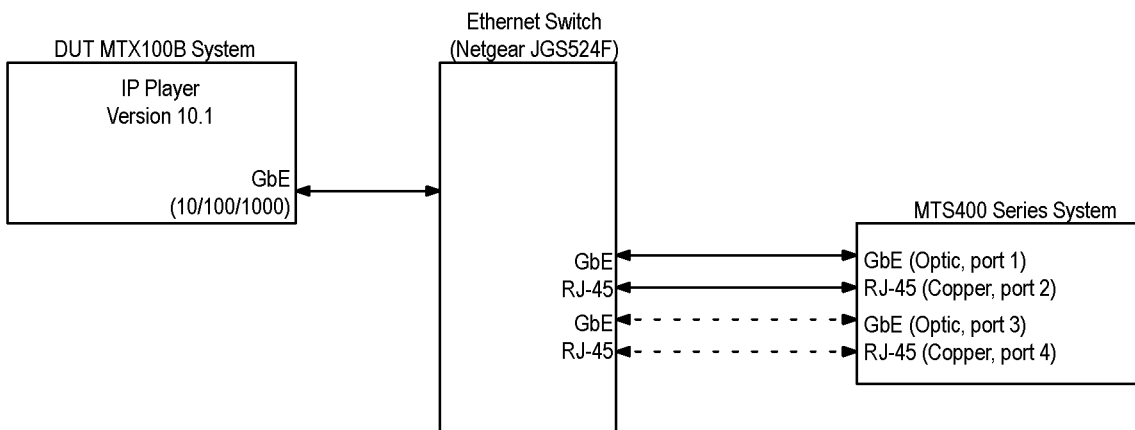 Ethernet Switch
(Netgear JGS524F)
DUT MTX100B System
IP Player
Version 10.1
GbE
(10/100/1000)
MTS400 Series System
GbE
RJ-45
GbE
RJ-45
GbE (Optic, port 1)
RJ-45 (Copper, port 2)
GbE (Optic, port 3)
RJ-45 (Copper, port 4)